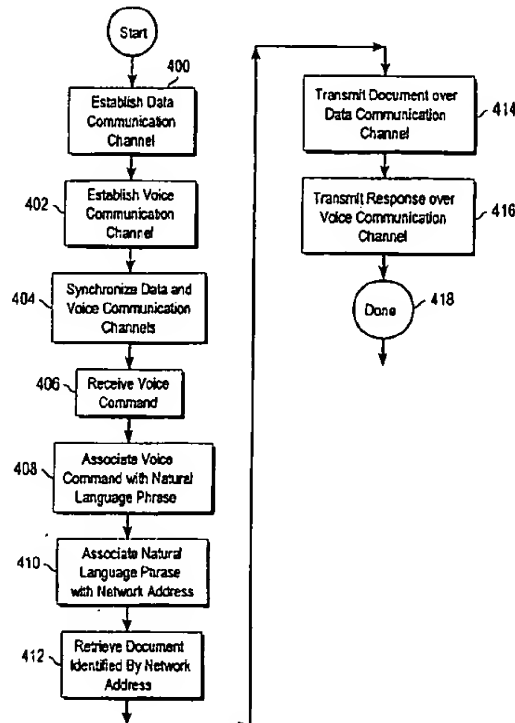 Start
400
Establish Data
Communication
Channel
402
Establish Voice
Communication
Channel
404
Synchronize Data and
Voice Communication
Channels
406
Receive Voice
Command
408
Associate Voice
Command with Natural
Language Phrase
410
Associate Natural
Language Phrase
with Network Address
412
Retrieve Document
Identified By Network
Address
Transmit Document over
Data Communication
Channel
414
Transmit Response over
Voice Communication
Channel
416
Done
418